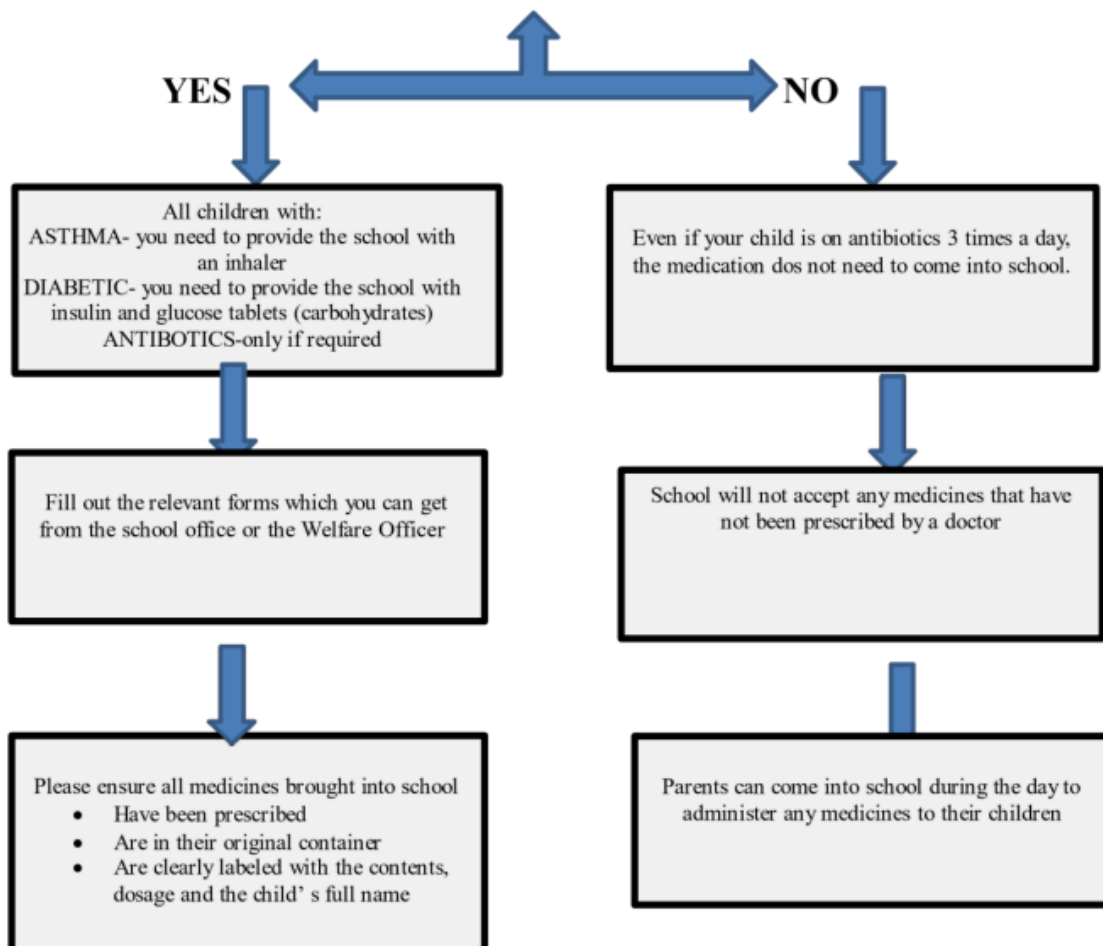 YES
NO
All children with:
ASTHMA- you need to provide the school with
an inhaler
DIABETIC- you need to provide the school with
insulin and glucose tablets (carbohydrates)
ANTIBOTICS-only if required
Even if your child is on antibiotics 3 times a day,
the medication dos not need to come into school.
Fill out the relevant forms which you can get
from the school office or the Welfare Officer
School will not accept any medicines that have
not been prescribed by a doctor
Please ensure all medicines brought into school
• Have been prescribed
• Are in their original container
• Are clearly labeled with the contents,
dosage and the child’ s full name
Parents can come into school during the day to
administer any medicines to their children